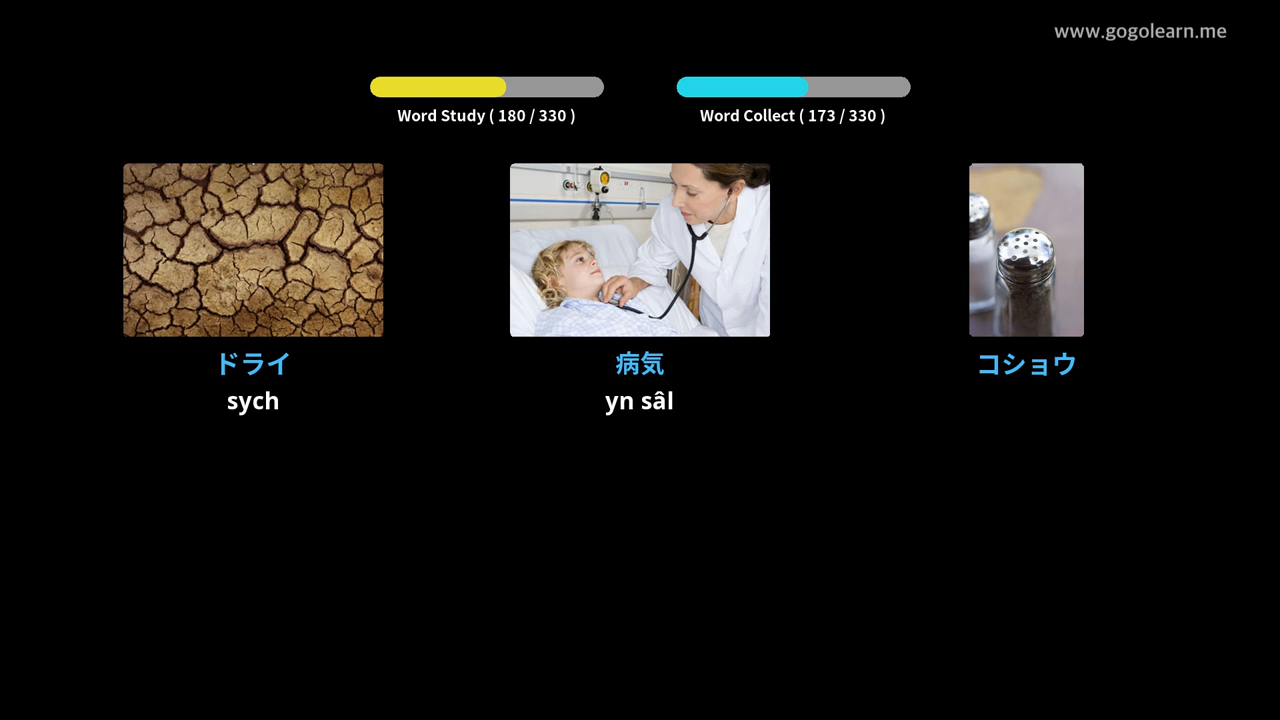 www.gogolearn.me
Word Study ( 180 / 330 )
Word Collect ( 173 / 330 )
ドライ
病気
コショウ
sych
yn sâl